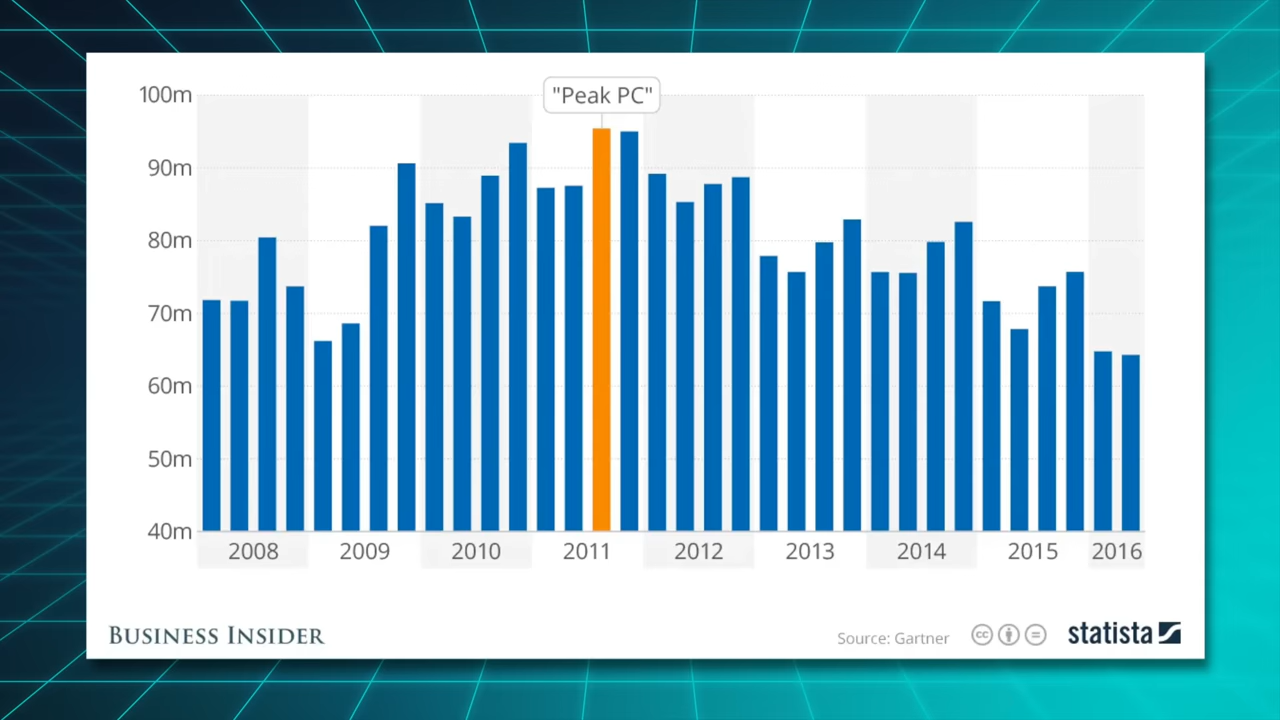 "Peak PC"
100m
90m
80m
70m
60m
50m
40m
2008 2009 2010 2011 2012 2013 2014 2015 2016
BUSINESS INSIDER
Source: Gartner
cc
statista